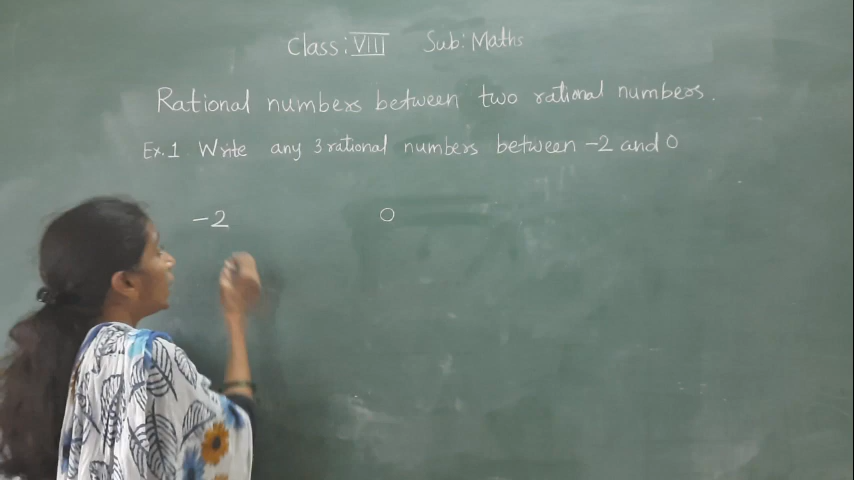 Class: VIII Sub: Maths
Rational numbers between two rational numbers.
Ex.1 Write any 3 rational numbers between -2 and 0
-2 0